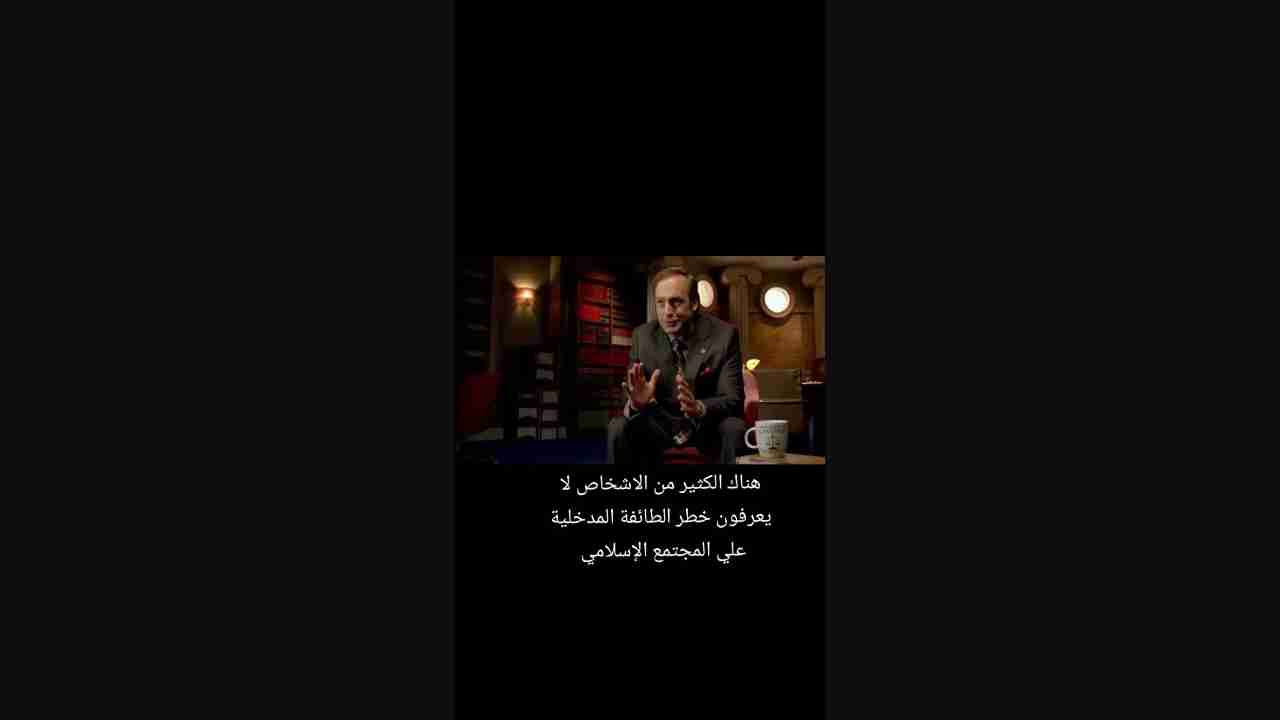 هناك الكثير من الاشخاص لا
يعرفون خطر الطائفة المدخلية
علي المجتمع الإسلامي